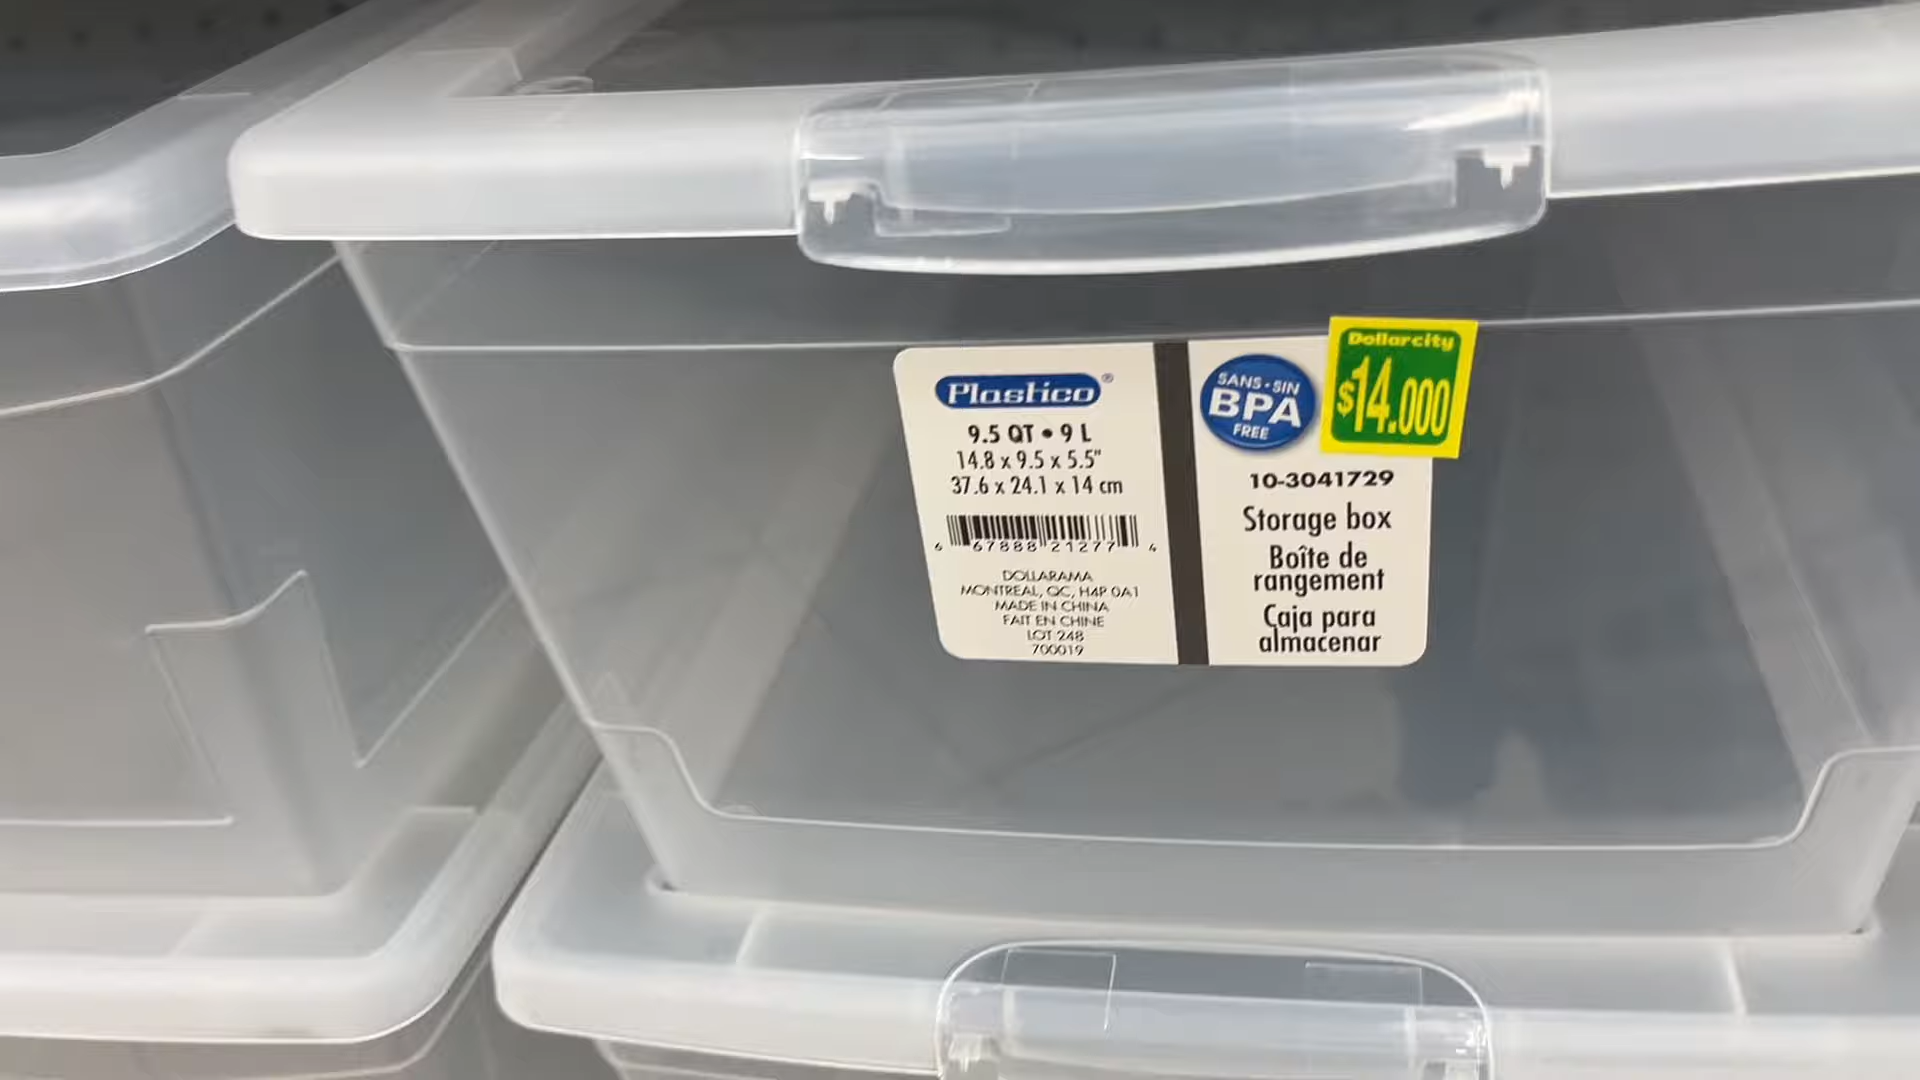 Plastico®
9.5 QT • 9 L
14.8 x 9.5 x 5.5"
37.6 x 24.1 x 14 cm
6 67888 21277 4
DOLLARAMA
MONTREAL, QC, H4P 0A1
MADE IN CHINA
FAIT EN CHINE
LOT 248
700019
SANS • SIN
BPA
FREE
Dollarcity
$14.000
10-3041729
Storage box
Boîte de
rangement
Caja para
almacenar